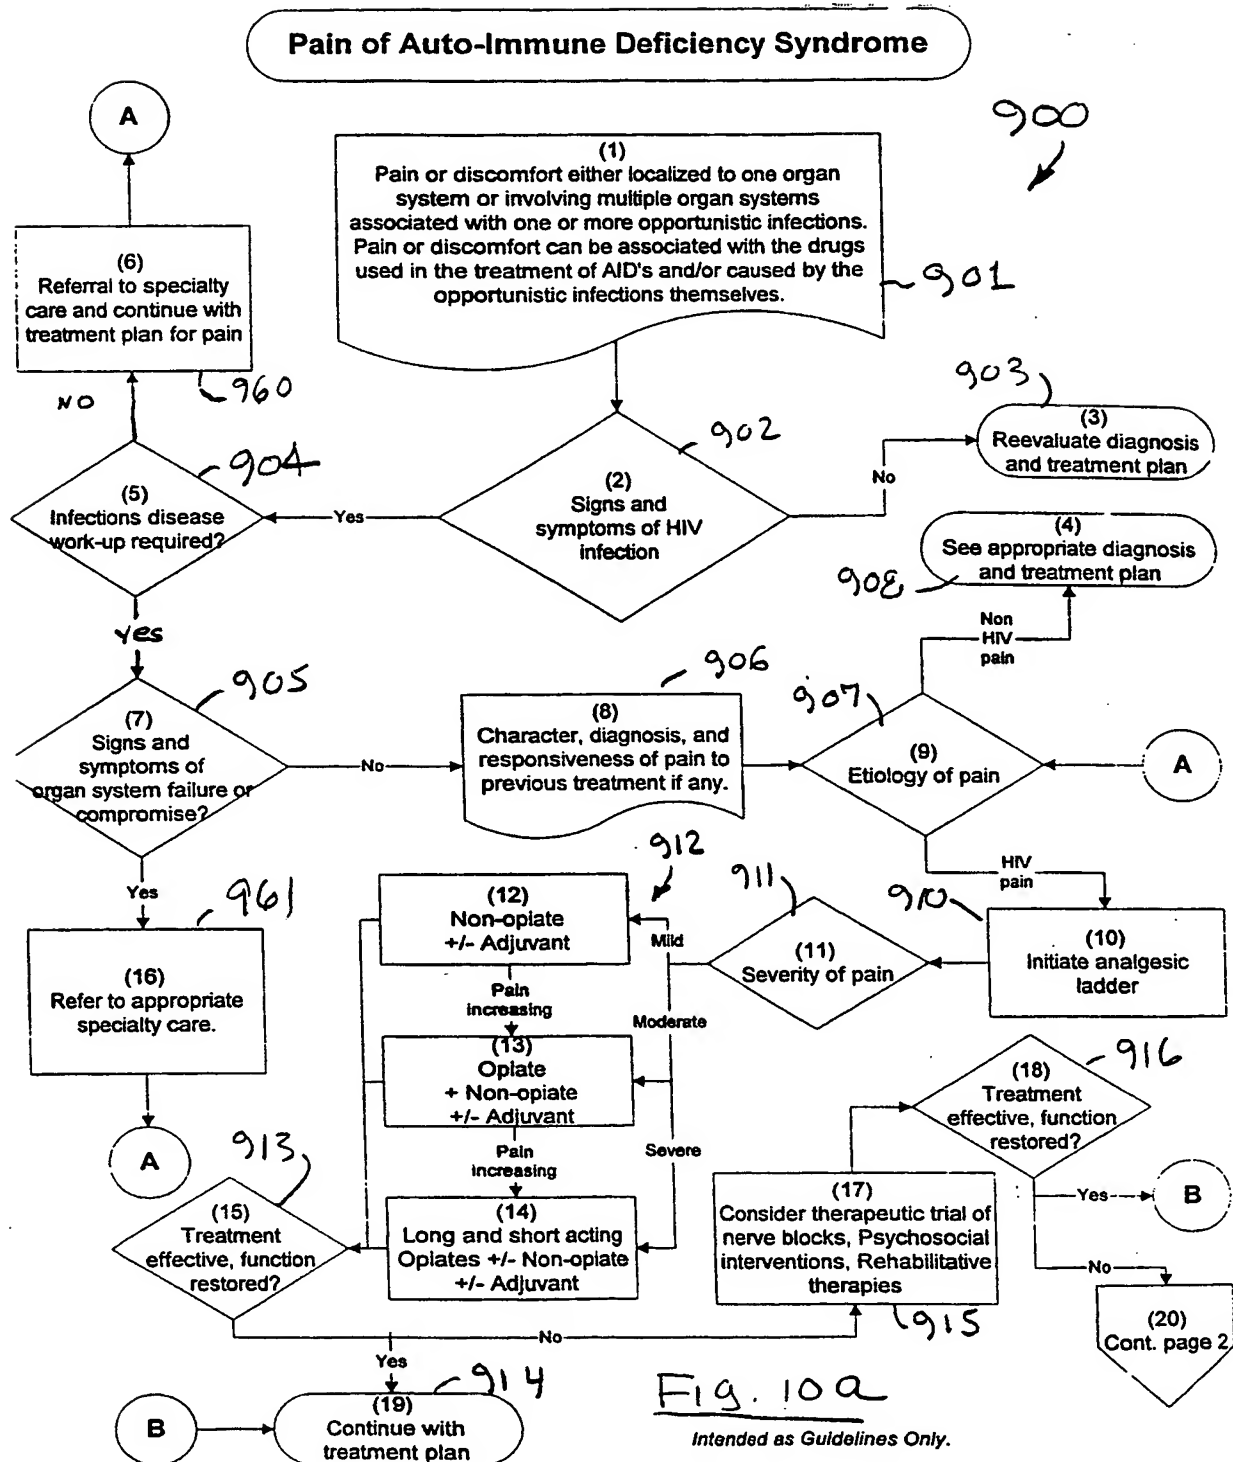 Pain of Auto-Immune Deficiency Syndrome
A
900
(1)
Pain or discomfort either localized to one organ
system or involving multiple organ systems
associated with one or more opportunistic infections.
Pain or discomfort can be associated with the drugs
used in the treatment of AID's and/or caused by the
opportunistic infections themselves.
901
(6)
Referral to specialty
care and continue with
treatment plan for pain
960
NO
903
(3)
Reevaluate diagnosis
and treatment plan
902
(2)
Signs and
symptoms of HIV
infection
No
Yes
904
(5)
Infections disease
work-up required?
yes
(4)
See appropriate diagnosis
and treatment plan
908
Non
HIV
pain
905
(7)
Signs and
symptoms of
organ system failure or
compromise?
No
906
(8)
Character, diagnosis, and
responsiveness of pain to
previous treatment if any.
907
(9)
Etiology of pain
A
HIV
pain
Yes
961
(16)
Refer to appropriate
specialty care.
A
912
(12)
Non-opiate
+/- Adjuvant
Mild
911
(11)
Severity of pain
910
(10)
Initiate analgesic
ladder
Pain
increasing
Moderate
(13)
Opiate
+ Non-opiate
+/- Adjuvant
Pain
increasing
Severe
(14)
Long and short acting
Opiates +/- Non-opiate
+/- Adjuvant
913
(15)
Treatment
effective, function
restored?
No
Yes
(17)
Consider therapeutic trial of
nerve blocks, Psychosocial
interventions, Rehabilitative
therapies
915
916
(18)
Treatment
effective, function
restored?
Yes
B
No
(20)
Cont. page 2
B
914
(19)
Continue with
treatment plan
Fig. 10a
Intended as Guidelines Only.